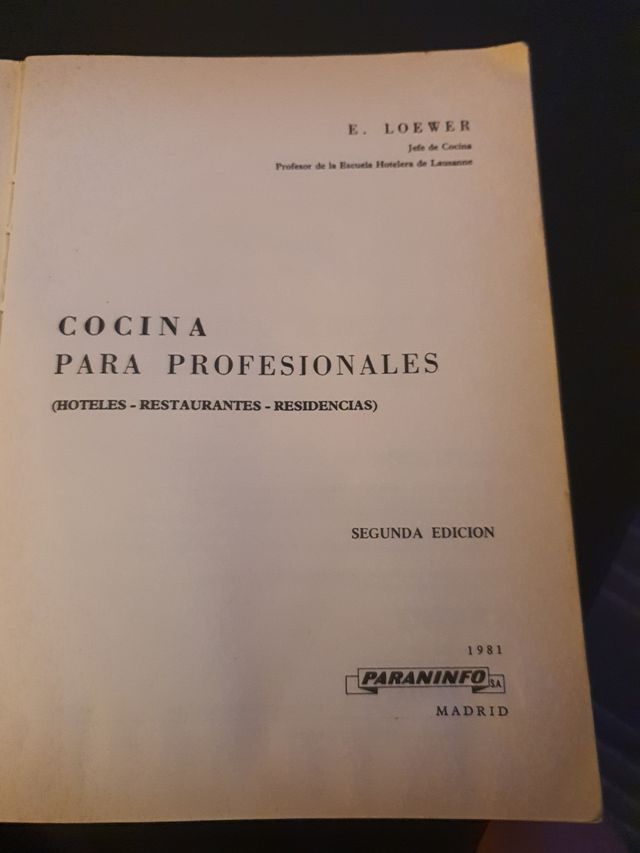 E. LOEWER
Jefe de Cocina
Profesor de la Escuela Hotelera de Lausanne
COCINA
PARA PROFESIONALES
(HOTELES - RESTAURANTES - RESIDENCIAS)
SEGUNDA EDICION
1981
PARANINFO S.A.
MADRID